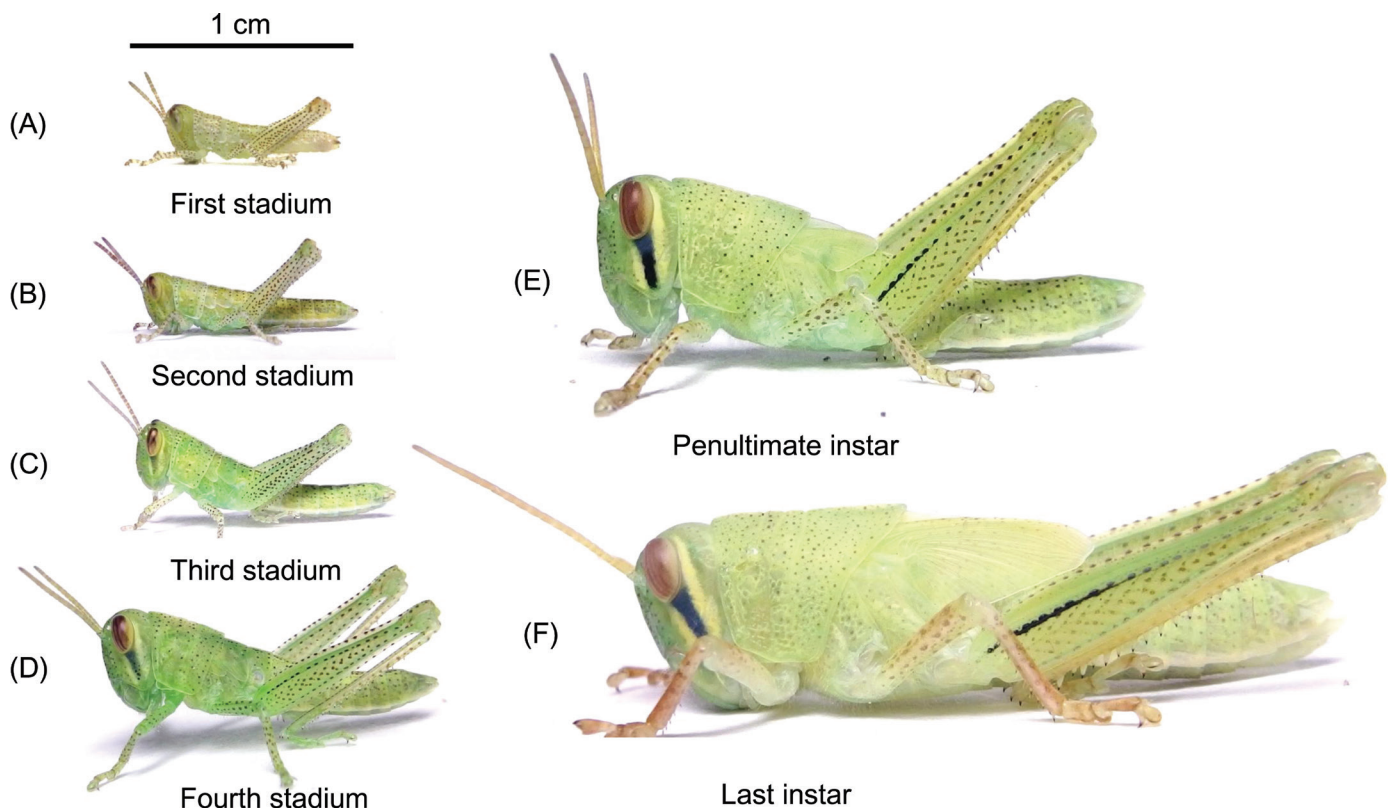 1 cm
(A)
First stadium
(B)
Second stadium
(C)
Third stadium
(D)
Fourth stadium
(E)
Penultimate instar
(F)
Last instar